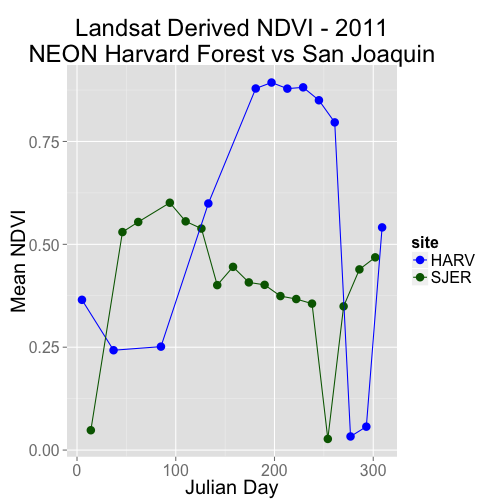 Landsat Derived NDVI - 2011
NEON Harvard Forest vs San Joaquin
Mean NDVI
0.75
0.50
0.25
0.00
0 100 200 300
Julian Day
site
HARV
SJER